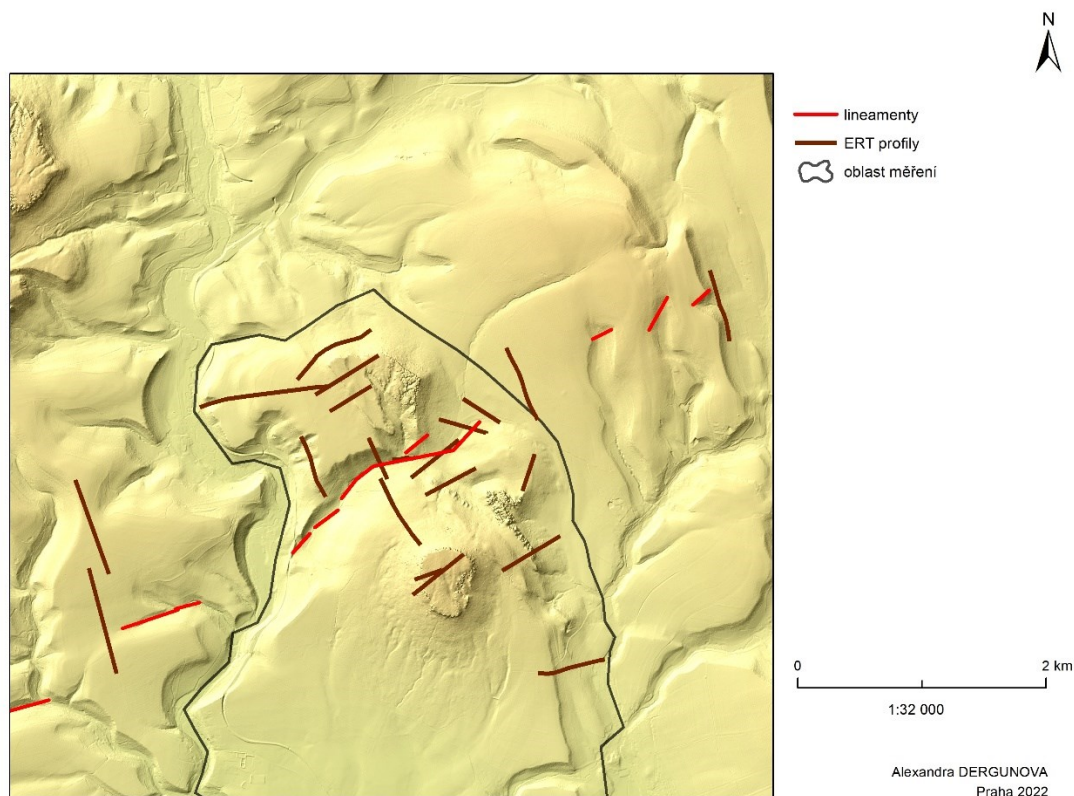 N
lineamenty
ERT profily
oblast měření
0 2 km
1:32 000
Alexandra DERGUNOVA
Praha 2022